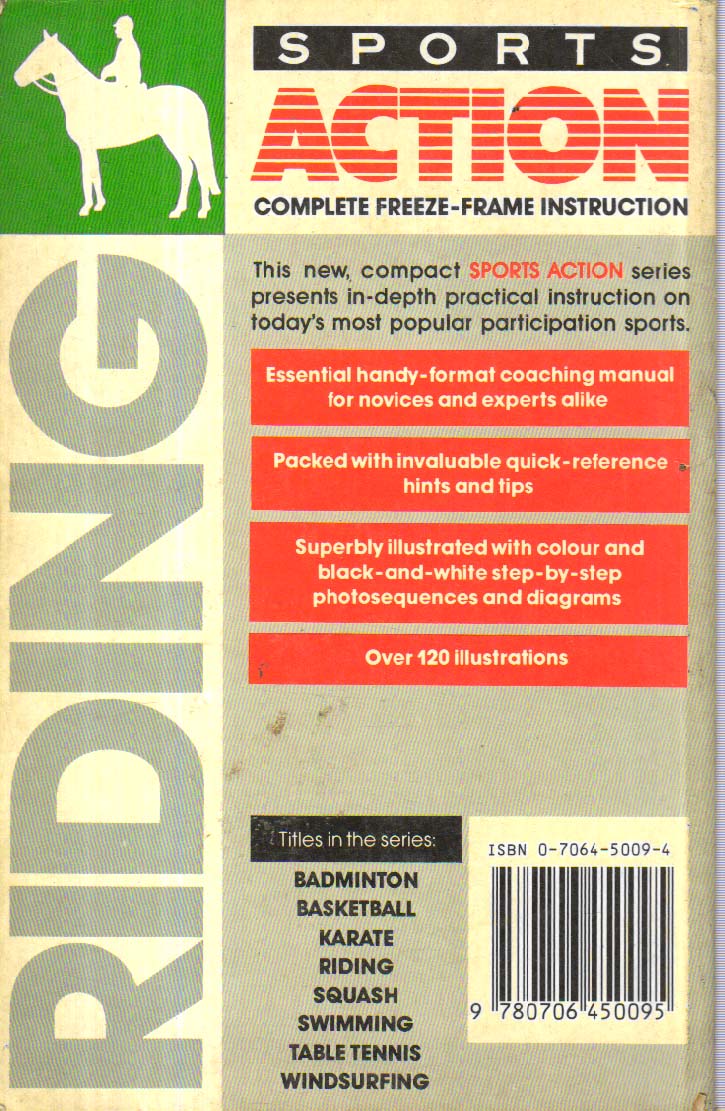 SPORTS
ACTION
COMPLETE FREEZE-FRAME INSTRUCTION
RIDING
This new, compact SPORTS ACTION series
presents in-depth practical instruction on
today's most popular participation sports.
Essential handy-format coaching manual
for novices and experts alike
Packed with invaluable quick-reference
hints and tips
Superbly illustrated with colour and
black-and-white step-by-step
photosequences and diagrams
Over 120 illustrations
Titles in the series:
BADMINTON
BASKETBALL
KARATE
RIDING
SQUASH
SWIMMING
TABLE TENNIS
WINDSURFING
ISBN 0-7064-5009-4
9 780706 450095